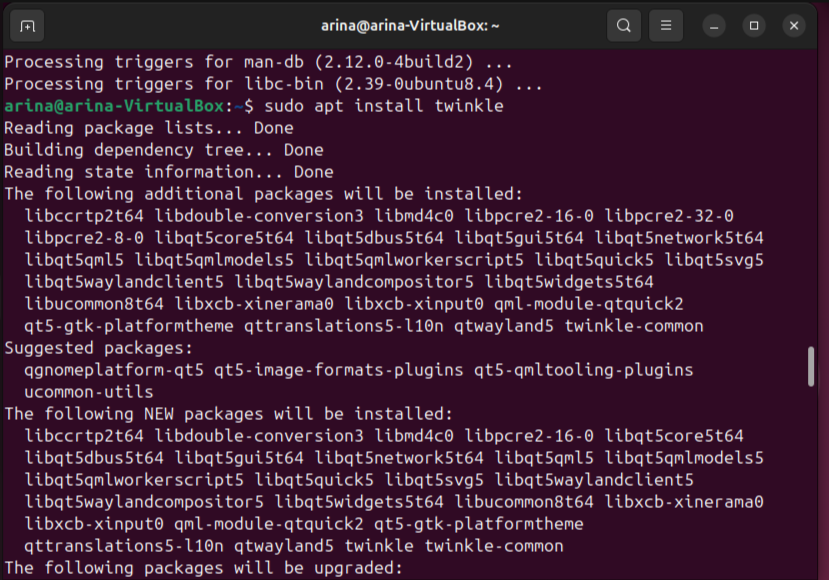 arina@arina-VirtualBox: ~
Processing triggers for man-db (2.12.0-4build2) ...
Processing triggers for libc-bin (2.39-0ubuntu8.4) ...
arina@arina-VirtualBox:~$ sudo apt install twinkle
Reading package lists... Done
Building dependency tree... Done
Reading state information... Done
The following additional packages will be installed:
  libccrtp2t64 libdouble-conversion3 libmd4c0 libpcre2-16-0 libpcre2-32-0
  libpcre2-8-0 libqt5core5t64 libqt5dbus5t64 libqt5gui5t64 libqt5network5t64
  libqt5qml5 libqt5qmlmodels5 libqt5qmlworkerscript5 libqt5quick5 libqt5svg5
  libqt5waylandclient5 libqt5waylandcompositor5 libqt5widgets5t64
  libucommon8t64 libxcb-xinerama0 libxcb-xinput0 qml-module-qtquick2
  qt5-gtk-platformtheme qttranslations5-l10n qtwayland5 twinkle-common
Suggested packages:
  qgnomeplatform-qt5 qt5-image-formats-plugins qt5-qmltooling-plugins
  ucommon-utils
The following NEW packages will be installed:
  libccrtp2t64 libdouble-conversion3 libmd4c0 libpcre2-16-0 libqt5core5t64
  libqt5dbus5t64 libqt5gui5t64 libqt5network5t64 libqt5qml5 libqt5qmlmodels5
  libqt5qmlworkerscript5 libqt5quick5 libqt5svg5 libqt5waylandclient5
  libqt5waylandcompositor5 libqt5widgets5t64 libucommon8t64 libxcb-xinerama0
  libxcb-xinput0 qml-module-qtquick2 qt5-gtk-platformtheme
  qttranslations5-l10n qtwayland5 twinkle twinkle-common
The following packages will be upgraded: